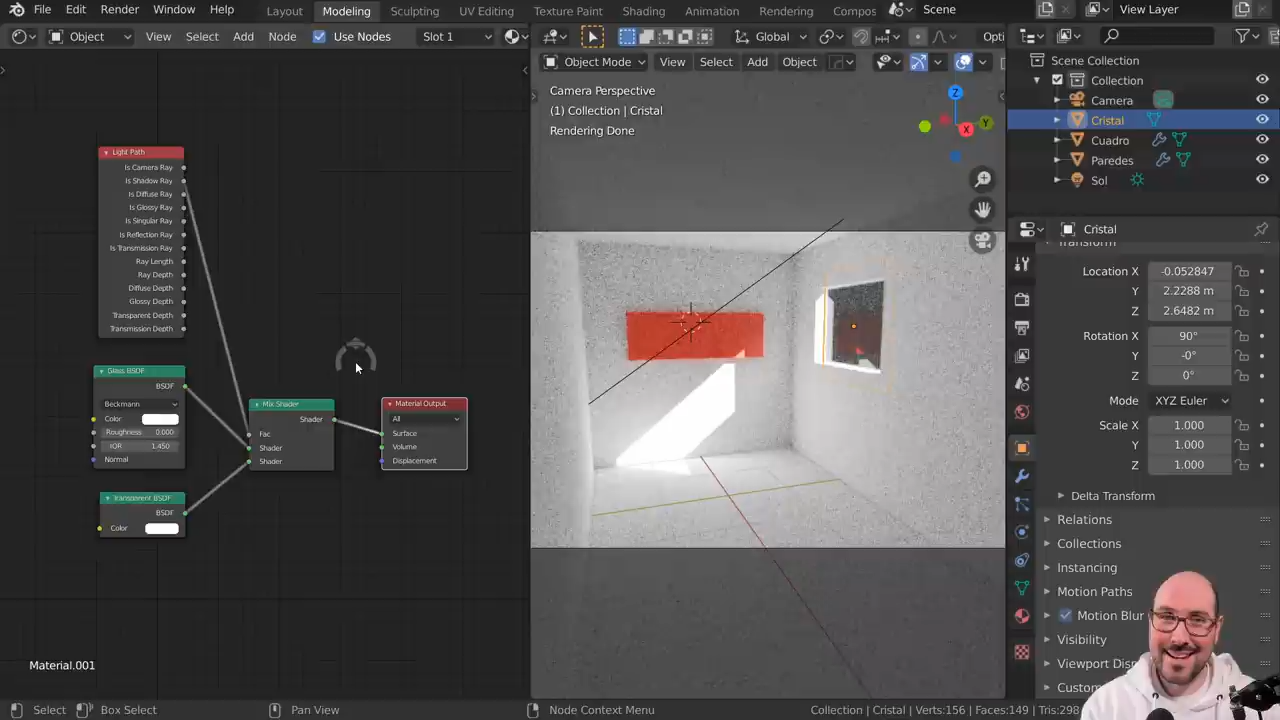 File Edit Render Window Help Layout Modeling Sculpting UV Editing Texture Paint Shading Animation Rendering Compos Scene View Layer
Object View Select Add Node Use Nodes Slot 1 Global Opti
Object Mode View Select Add Object
Camera Perspective
(1) Collection | Cristal
Rendering Done
Z
Y
X
Light Path
Is Camera Ray
Is Shadow Ray
Is Diffuse Ray
Is Glossy Ray
Is Singular Ray
Is Reflection Ray
Is Transmission Ray
Ray Length
Ray Depth
Diffuse Depth
Glossy Depth
Transparent Depth
Transmission Depth
Glass BSDF
BSDF
Beckmann
Color
Roughness 0.000
IOR 1.450
Normal
Transparent BSDF
BSDF
Color
Mix Shader
Shader
Fac
Shader
Shader
Material Output
All
Surface
Volume
Displacement
Material.001
Scene Collection
Collection
Camera
Cristal
Cuadro
Paredes
Sol
Cristal
Transform
Location X -0.052847
Y 2.2288 m
Z 2.6482 m
Rotation X 90°
Y -0°
Z 0°
Mode XYZ Euler
Scale X 1.000
Y 1.000
Z 1.000
Delta Transform
Relations
Collections
Instancing
Motion Paths
Motion Blur
Visibility
Viewport Disp
Custom
Select Box Select Pan View Node Context Menu Collection | Cristal | Verts:156 | Faces:149 | Tris:298